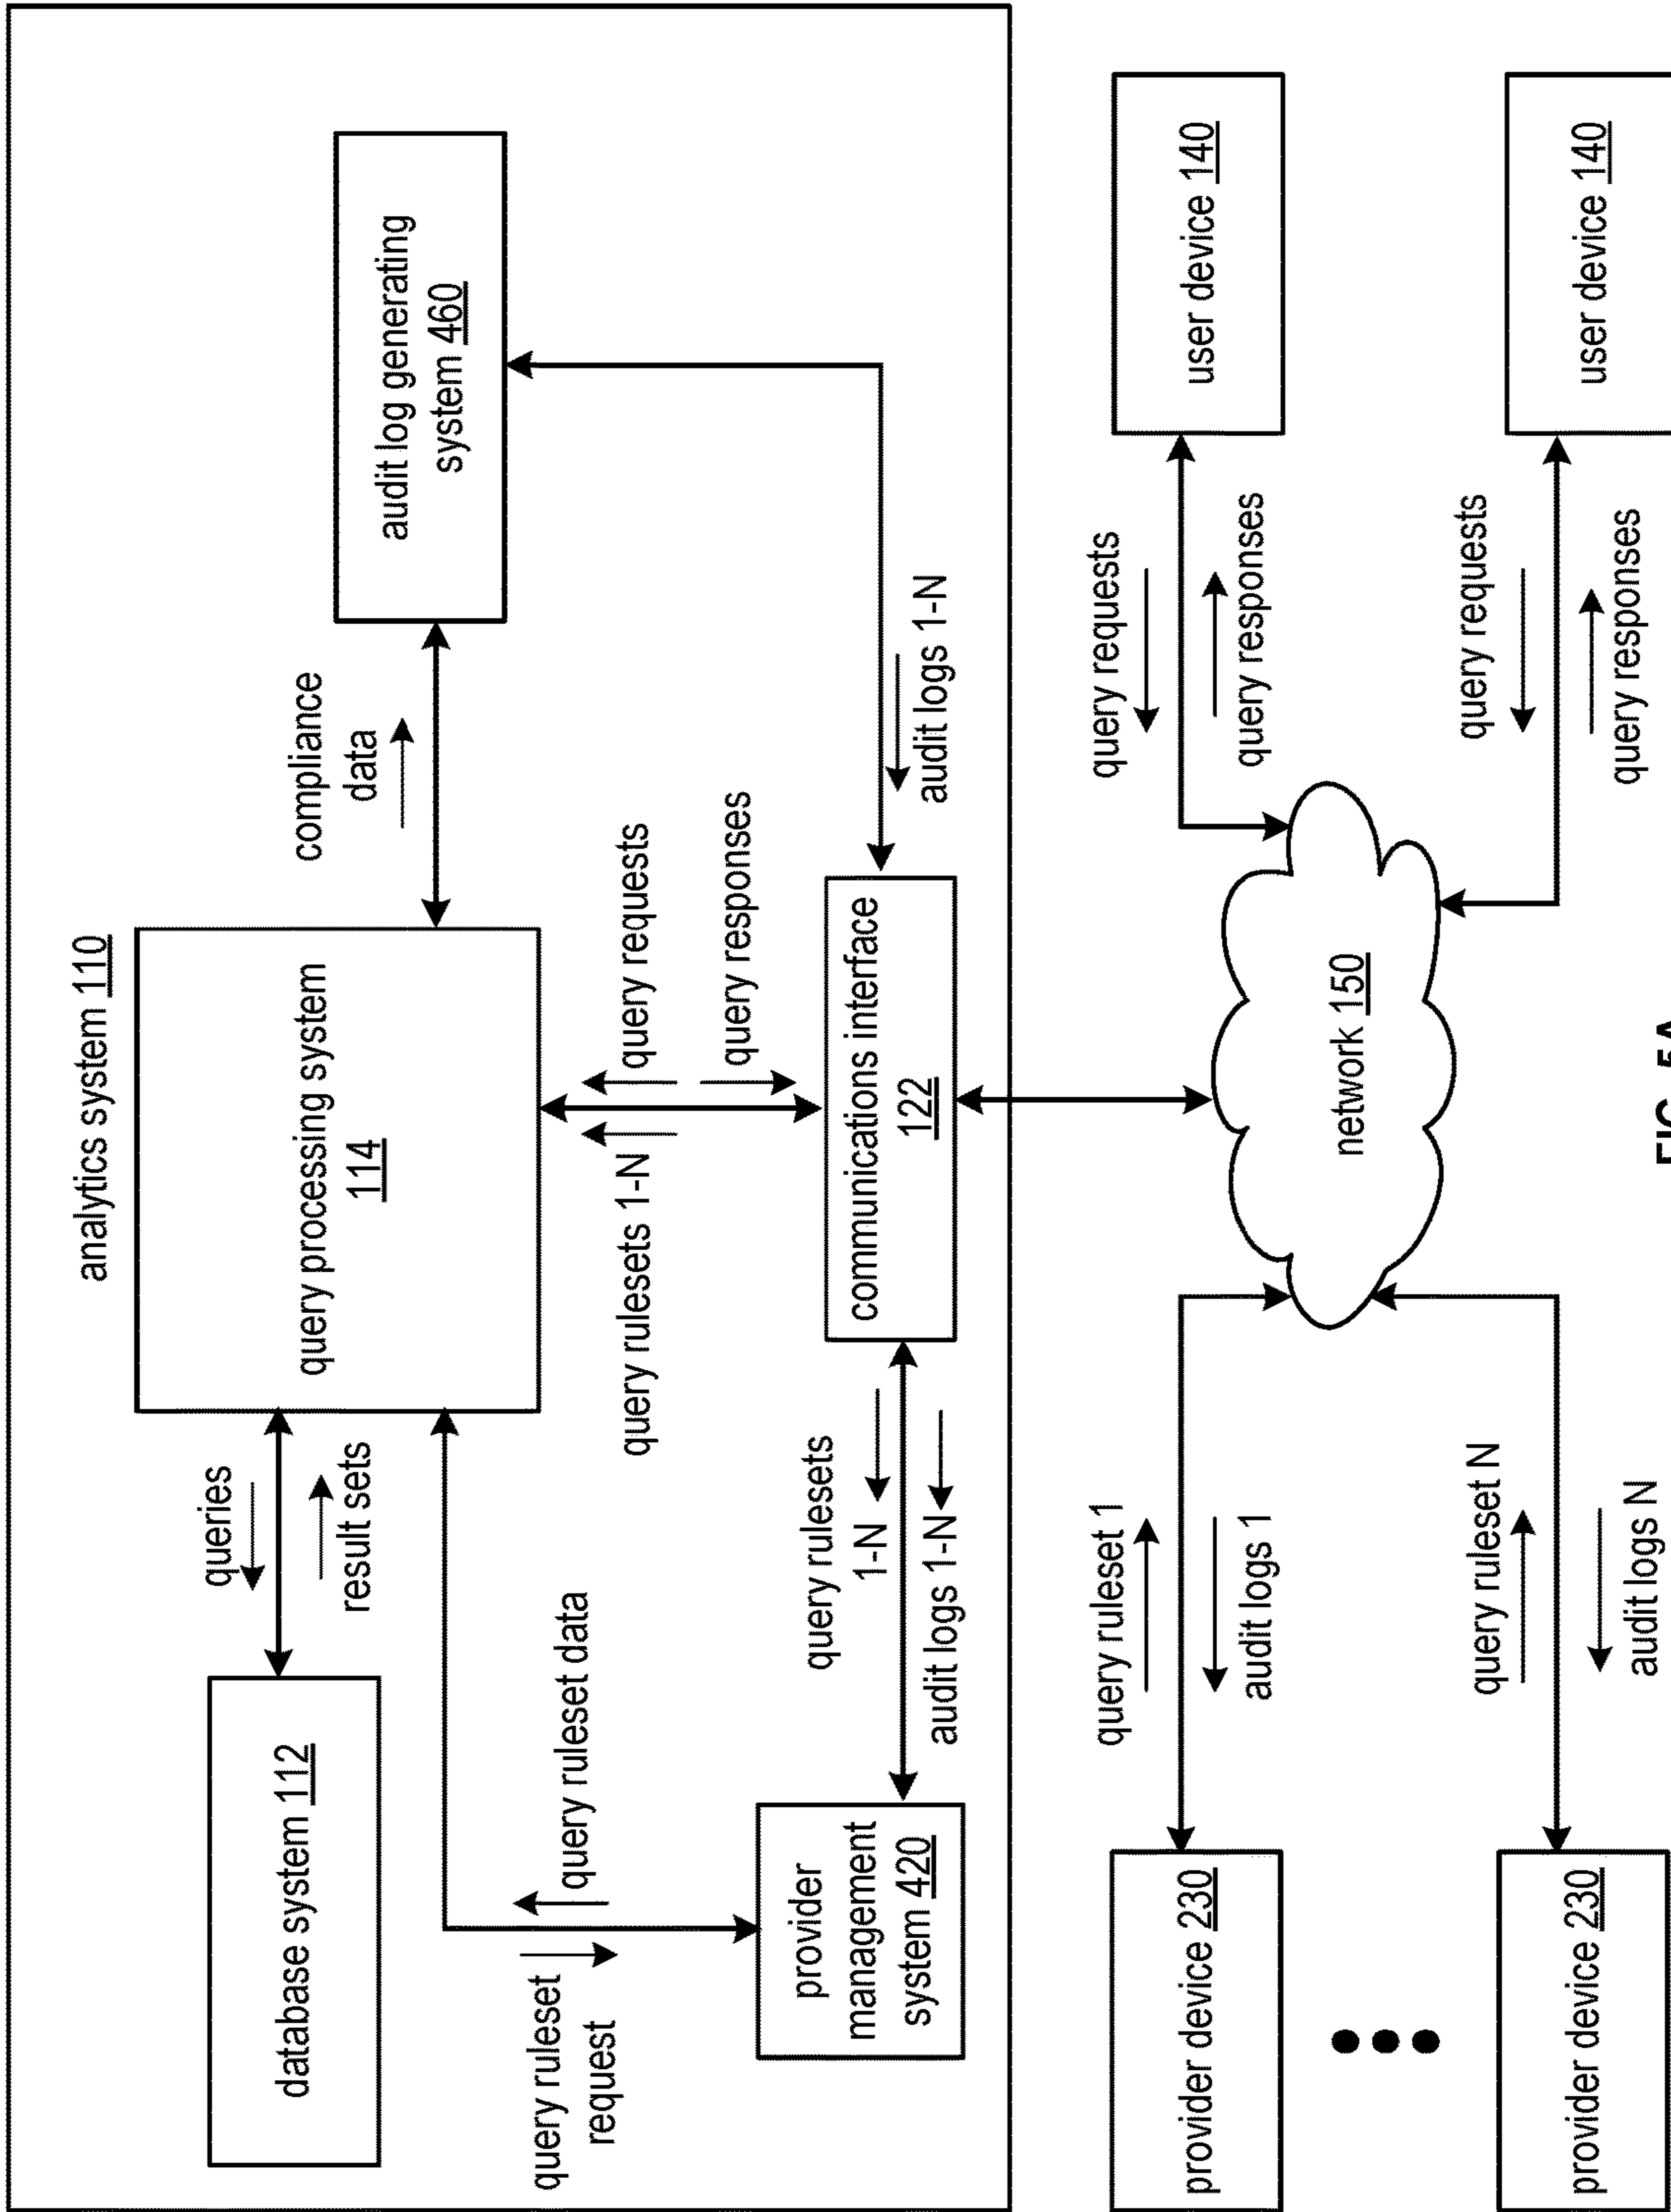 analytics system 110
database system 112
queries
result sets
query processing system
114
compliance
data
audit log generating
system 460
query ruleset
request
query ruleset data
query rulesets 1-N
query requests
query responses
provider
management
system 420
query rulesets
1-N
audit logs 1-N
communications interface
122
audit logs 1-N
provider device 230
query ruleset 1
audit logs 1
network 150
query requests
query responses
user device 140
provider device 230
query ruleset N
audit logs N
query requests
query responses
user device 140
FIG. 5A